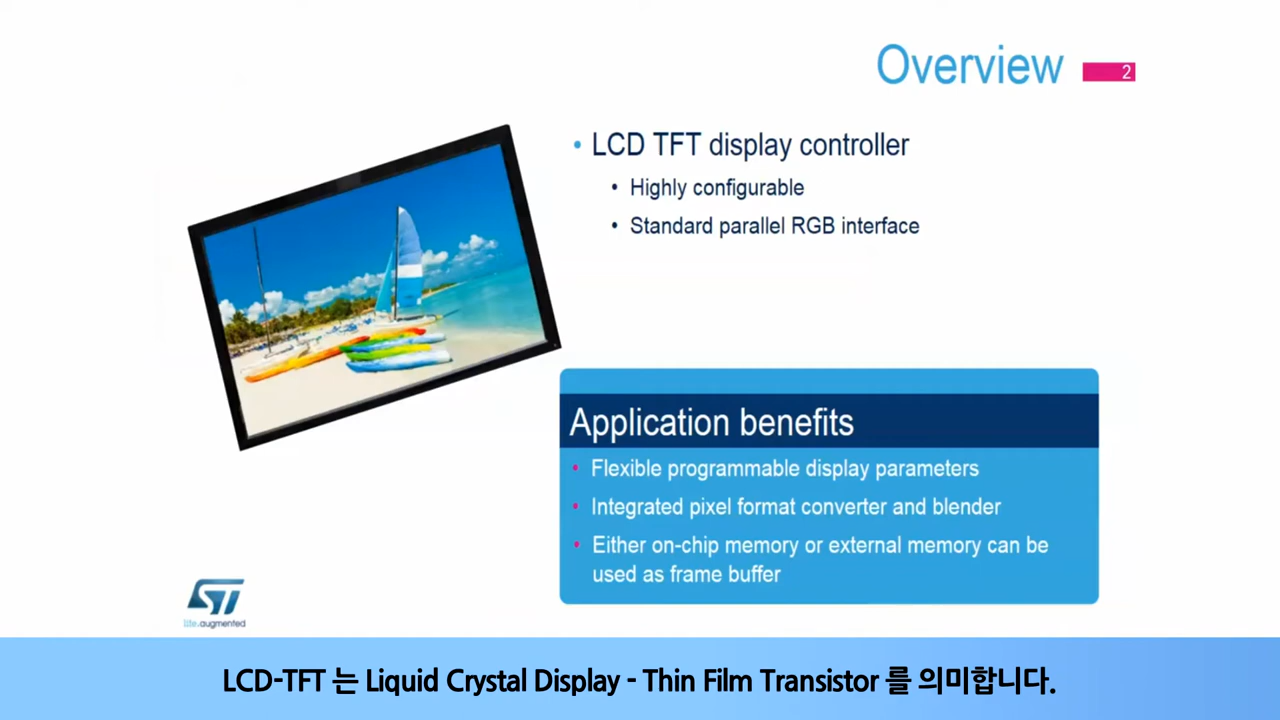 Overview
2
• LCD TFT display controller
• Highly configurable
• Standard parallel RGB interface
Application benefits
• Flexible programmable display parameters
• Integrated pixel format converter and blender
• Either on-chip memory or external memory can be
used as frame buffer
ST
life.augmented
LCD-TFT 는 Liquid Crystal Display - Thin Film Transistor 를 의미합니다.